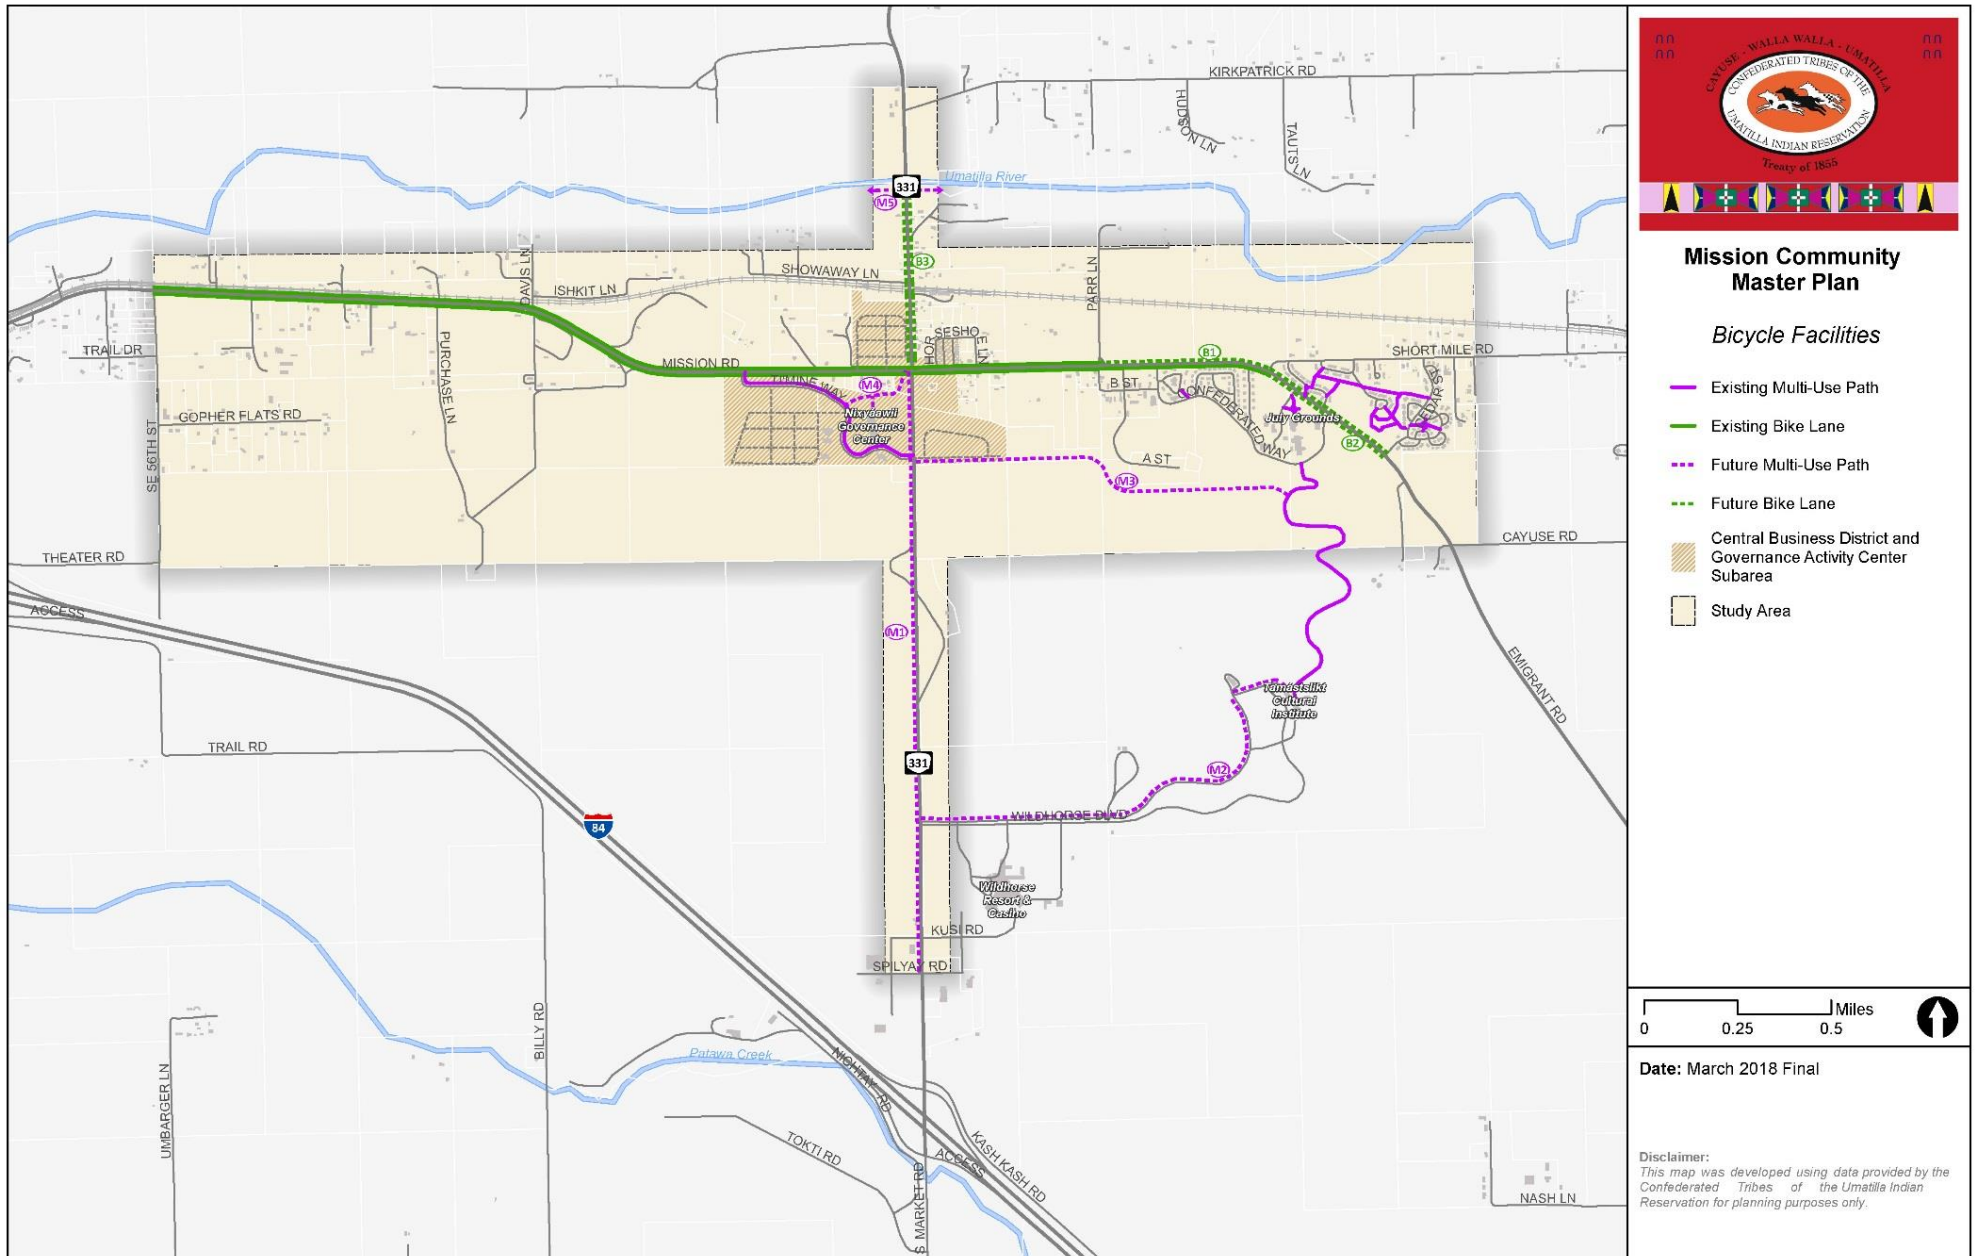 KIRKPATRICK RD
HUDSON LN
TAUTS LN
331
Umatilla River
M5
B3
DAVIS LN
SHOWAWAY LN
ISHKIT LN
PARR LN
TRAIL DR
PURCHASE LN
MISSION RD
SESHO
E LN
B1
SHORT MILE RD
TIMINE WAY
M4
B ST
CONFEDERATED WAY
CEDAR ST
GOPHER FLATS RD
Nixyaawii
Governance
Center
July Grounds
B2
SE 56TH ST
A ST
M3
THEATER RD
CAYUSE RD
ACCESS
M1
EMIGRANT RD
Tamastslikt
Cultural
Institute
TRAIL RD
331
M2
WILDHORSE BLVD
84
Wildhorse
Resort &
Casino
KUSI RD
SPILYAY RD
BILLY RD
Patawa Creek
NICHTAY RD
UMBARGER LN
TOKTI RD
ACCESS
KASH KASH RD
S MARKET RD
NASH LN
CAYUSE - WALLA WALLA - UMATILLA
CONFEDERATED TRIBES OF THE
UMATILLA INDIAN RESERVATION
Treaty of 1855
Mission Community
Master Plan
Bicycle Facilities
Existing Multi-Use Path
Existing Bike Lane
Future Multi-Use Path
Future Bike Lane
Central Business District and
Governance Activity Center
Subarea
Study Area
Miles
0 0.25 0.5
Date: March 2018 Final
Disclaimer:
This map was developed using data provided by the
Confederated Tribes of the Umatilla Indian
Reservation for planning purposes only.